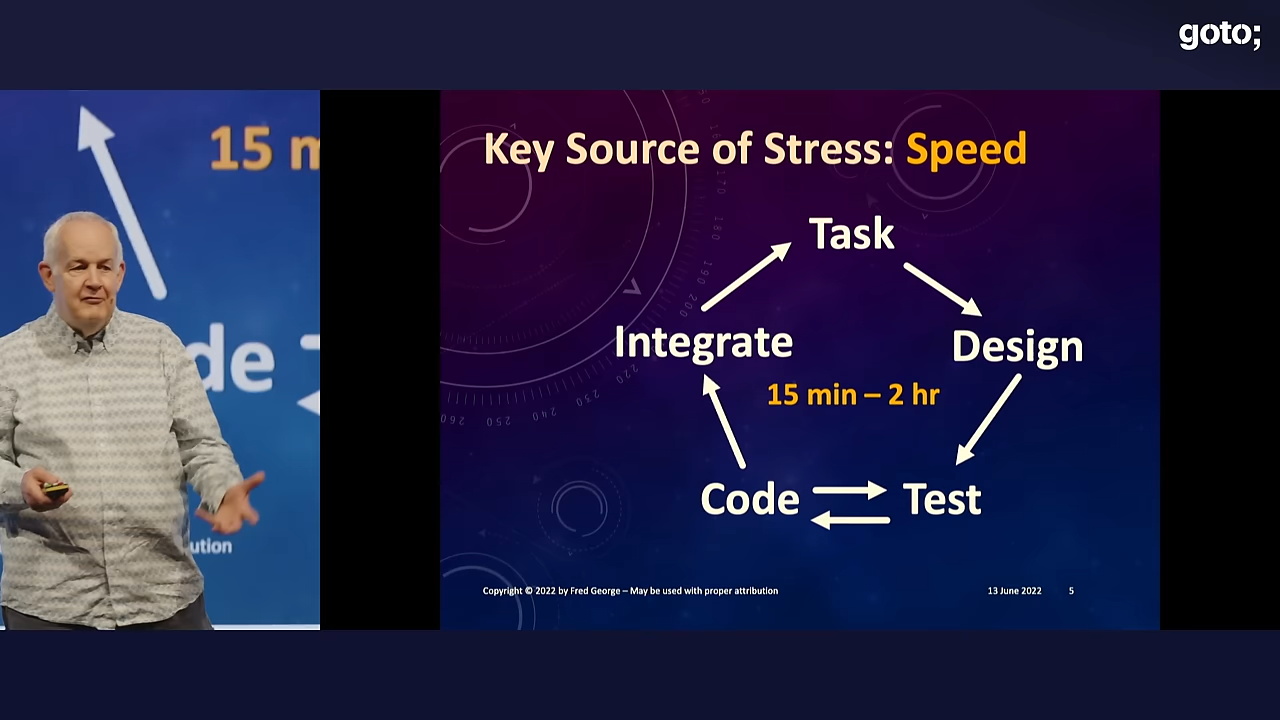 goto;
15 m
de
ution
Key Source of Stress: Speed
Task
Integrate
Design
15 min – 2 hr
Code
Test
Copyright © 2022 by Fred George – May be used with proper attribution
13 June 2022
5